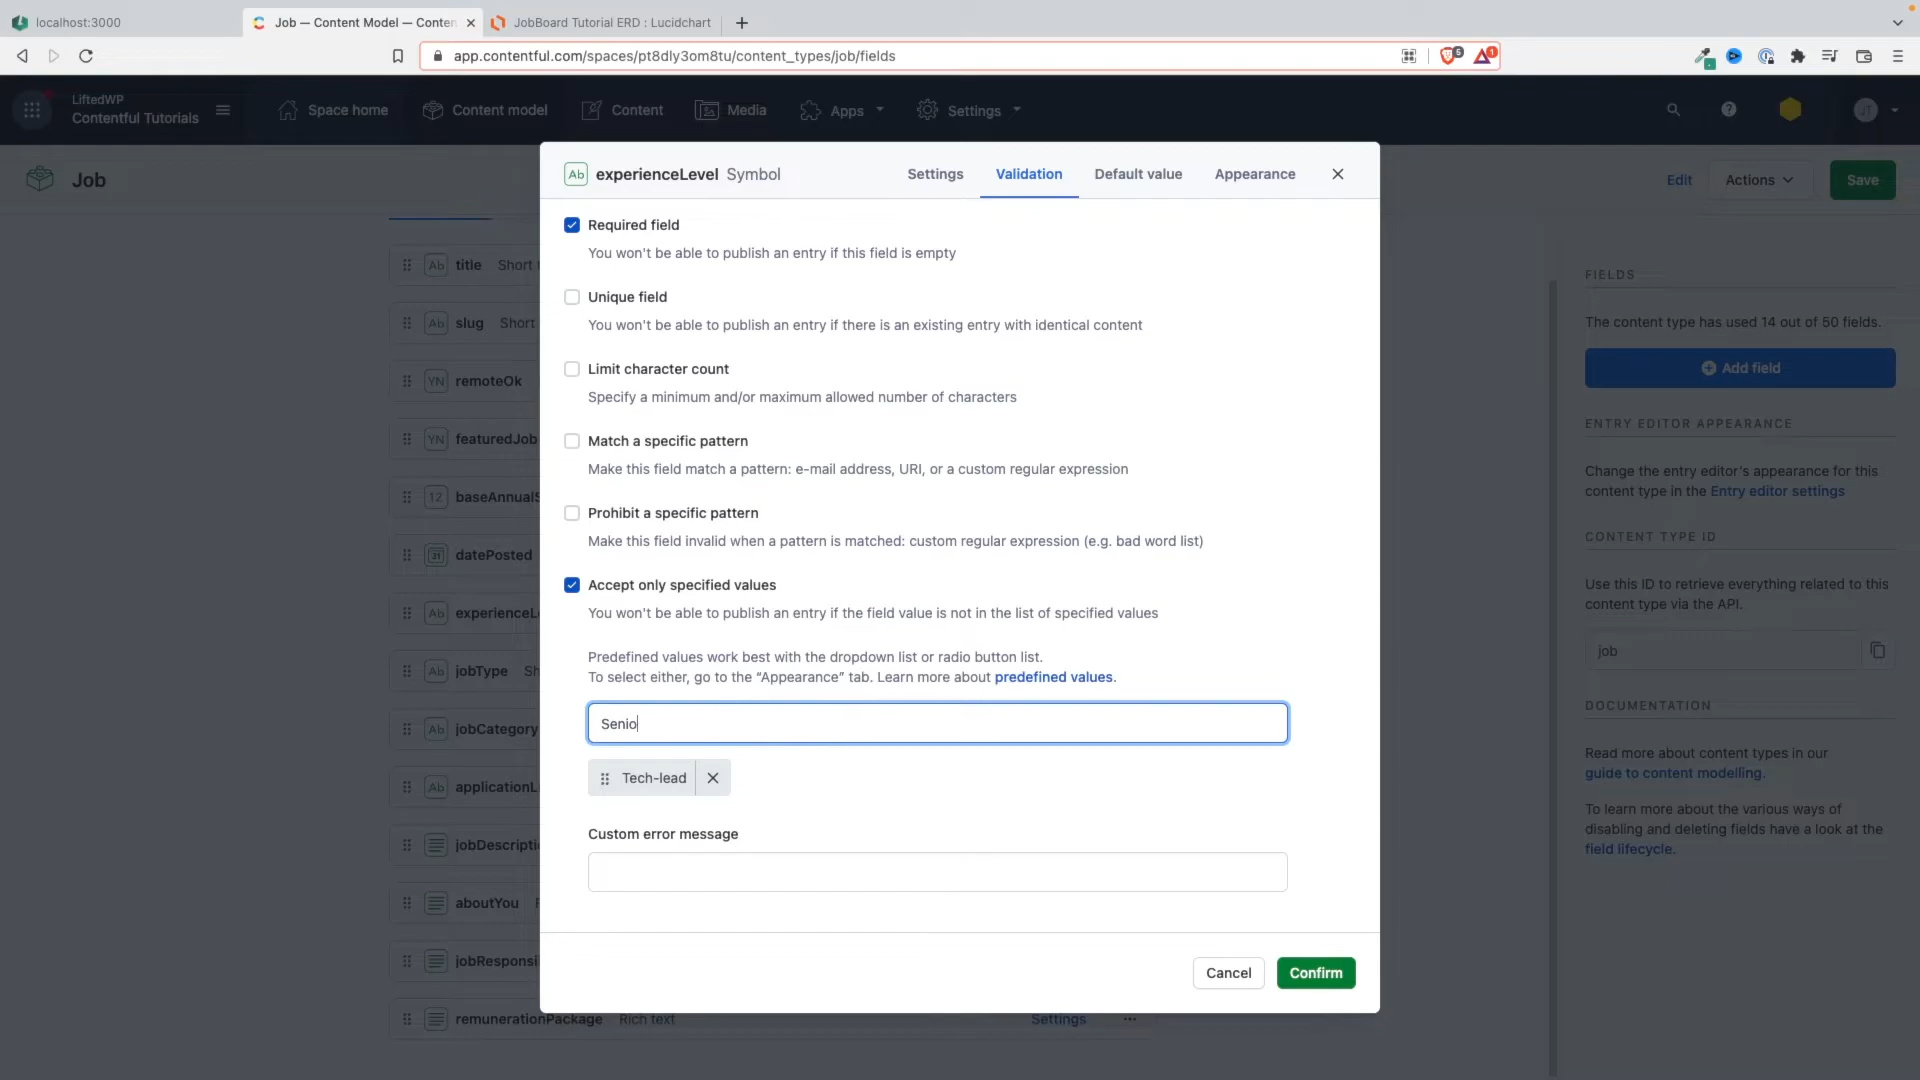 localhost:3000
Job — Content Model — Conten
JobBoard Tutorial ERD : Lucidchart
app.contentful.com/spaces/pt8dly3om8tu/content_types/job/fields
5
1
LiftedWP
Contentful Tutorials
Space home
Content model
Content
Media
Apps
Settings
JT
Job
Edit
Actions
Save
Ab experienceLevel Symbol
Settings
Validation
Default value
Appearance
Required field
You won't be able to publish an entry if this field is empty
Unique field
You won't be able to publish an entry if there is an existing entry with identical content
Limit character count
Specify a minimum and/or maximum allowed number of characters
Match a specific pattern
Make this field match a pattern: e-mail address, URI, or a custom regular expression
Prohibit a specific pattern
Make this field invalid when a pattern is matched: custom regular expression (e.g. bad word list)
Accept only specified values
You won't be able to publish an entry if the field value is not in the list of specified values
Predefined values work best with the dropdown list or radio button list.
To select either, go to the “Appearance” tab. Learn more about predefined values.
Senio
Tech-lead
Custom error message
Cancel
Confirm
Ab title Short
Ab slug Short
YN remoteOk
YN featuredJob
12 baseAnnualS
31 datePosted
Ab experienceLe
Ab jobType Sh
Ab jobCategory
Ab applicationL
jobDescripti
aboutYou
jobResponsi
remunerationPackage Rich text Settings
FIELDS
The content type has used 14 out of 50 fields.
Add field
ENTRY EDITOR APPEARANCE
Change the entry editor's appearance for this
content type in the Entry editor settings
CONTENT TYPE ID
Use this ID to retrieve everything related to this
content type via the API.
job
DOCUMENTATION
Read more about content types in our
guide to content modelling.
To learn more about the various ways of
disabling and deleting fields have a look at the
field lifecycle.